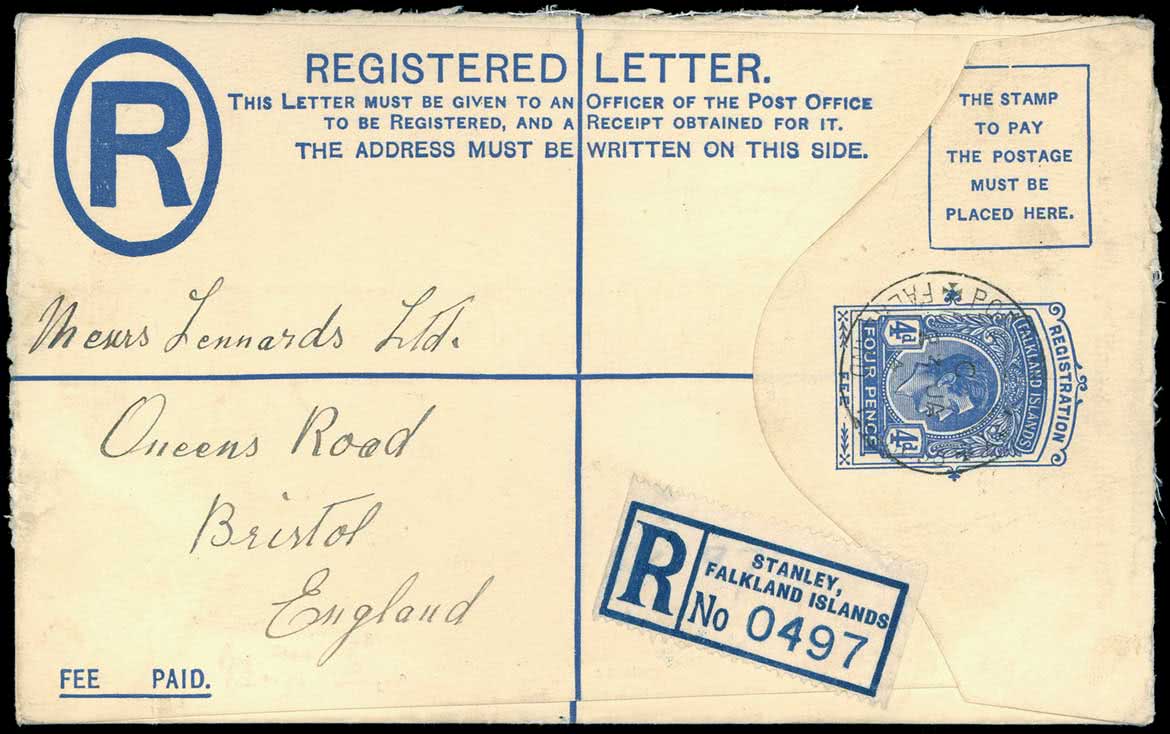 R
REGISTERED LETTER.
THIS LETTER MUST BE GIVEN TO AN OFFICER OF THE POST OFFICE
TO BE REGISTERED, AND A RECEIPT OBTAINED FOR IT.
THE ADDRESS MUST BE WRITTEN ON THIS SIDE.
THE STAMP
TO PAY
THE POSTAGE
MUST BE
PLACED HERE.
Messrs Lennards Ltd.
Queens Road
Bristol
England
REGISTRATION
FALKLAND ISLANDS
4d FOUR PENCE 4d
FEE
R
STANLEY,
FALKLAND ISLANDS
No 0497
FEE PAID.